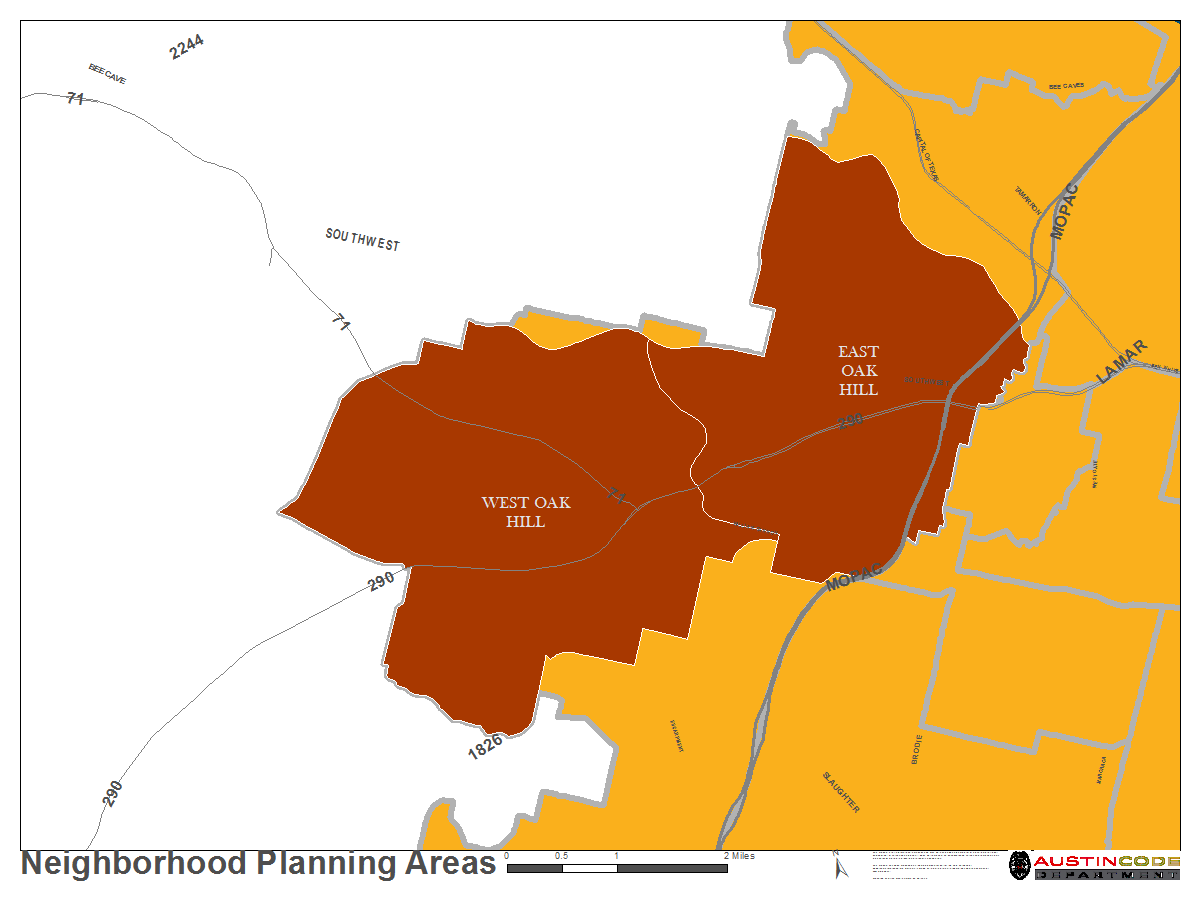 2244
BEE CAVE
71
SOUTHWEST
71
BEE CAVES
CAPITAL OF TEXAS
TAMARRON
MOPAC
LAMAR
EAST
OAK
HILL
290
71
WEST OAK
HILL
290
MOPAC
1826
290
SLAUGHTER
BRODIE
Neighborhood Planning Areas
0 0.5 1 2 Miles
AUSTINCODE
DEPARTMENT